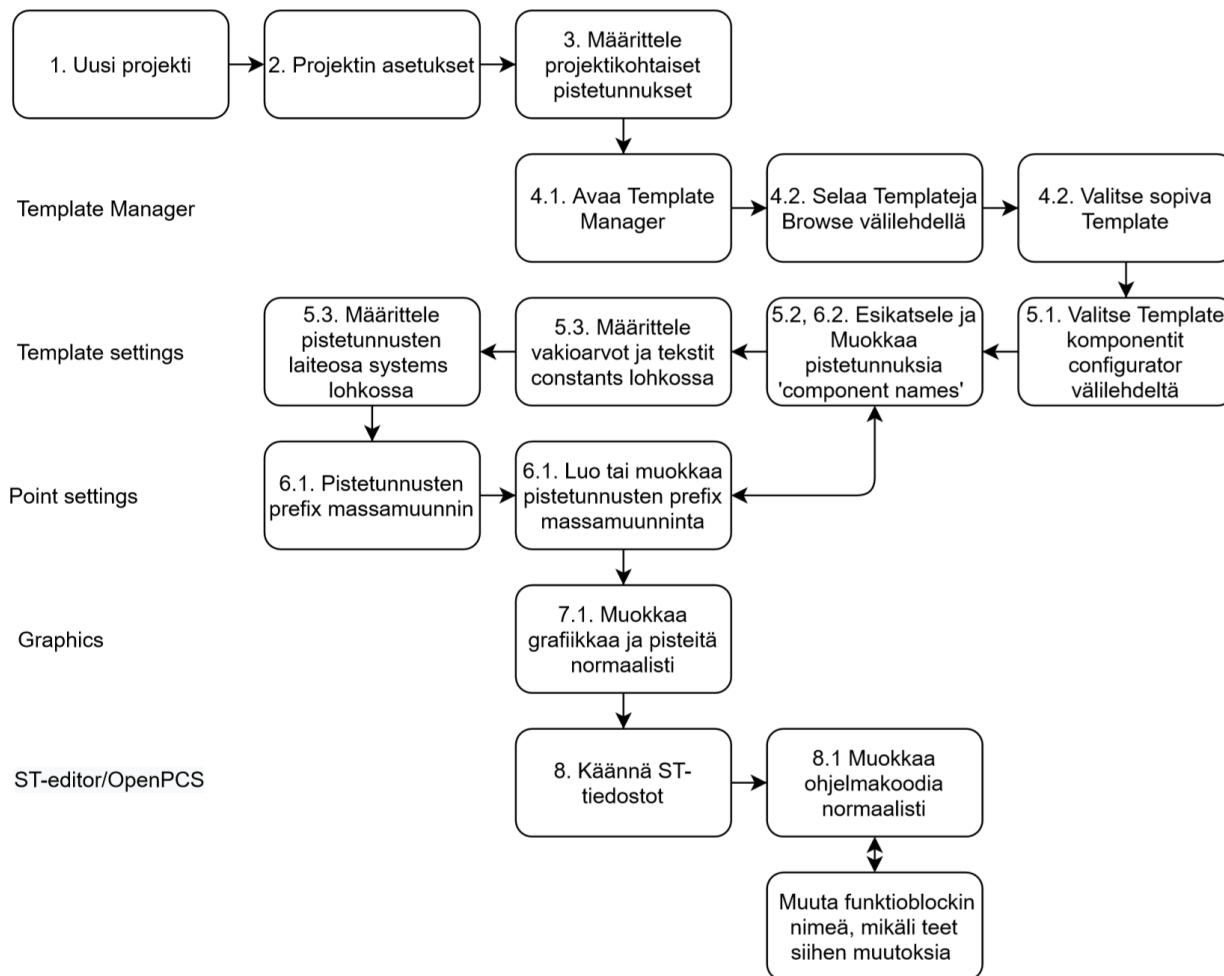 1. Uusi projekti
2. Projektin asetukset
3. Määrittele
projektikohtaiset
pistetunnukset
Template Manager
4.1. Avaa Template
Manager
4.2. Selaa Templateja
Browse välilehdellä
4.2. Valitse sopiva
Template
Template settings
5.3. Määrittele
pistetunnusten
laiteosa systems
lohkossa
5.3. Määrittele
vakioarvot ja tekstit
constants lohkossa
5.2, 6.2. Esikatsele ja
Muokkaa
pistetunnuksia
'component names'
5.1. Valitse Template
komponentit
configurator
välilehdeltä
Point settings
6.1. Pistetunnusten
prefix massamuunnin
6.1. Luo tai muokkaa
pistetunnusten prefix
massamuunninta
Graphics
7.1. Muokkaa
grafiikkaa ja pisteitä
normaalisti
ST-editor/OpenPCS
8. Käännä ST-
tiedostot
8.1 Muokkaa
ohjelmakoodia
normaalisti
Muuta funktioblockin
nimeä, mikäli teet
siihen muutoksia